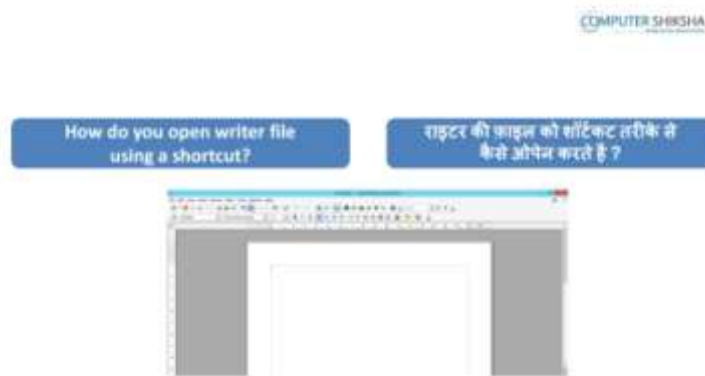 COMPUTER SHIKSHA
How do you open writer file
using a shortcut?
राइटर की फ़ाइल को शॉर्टकट तरीके से
कैसे ओपेन करते है ?